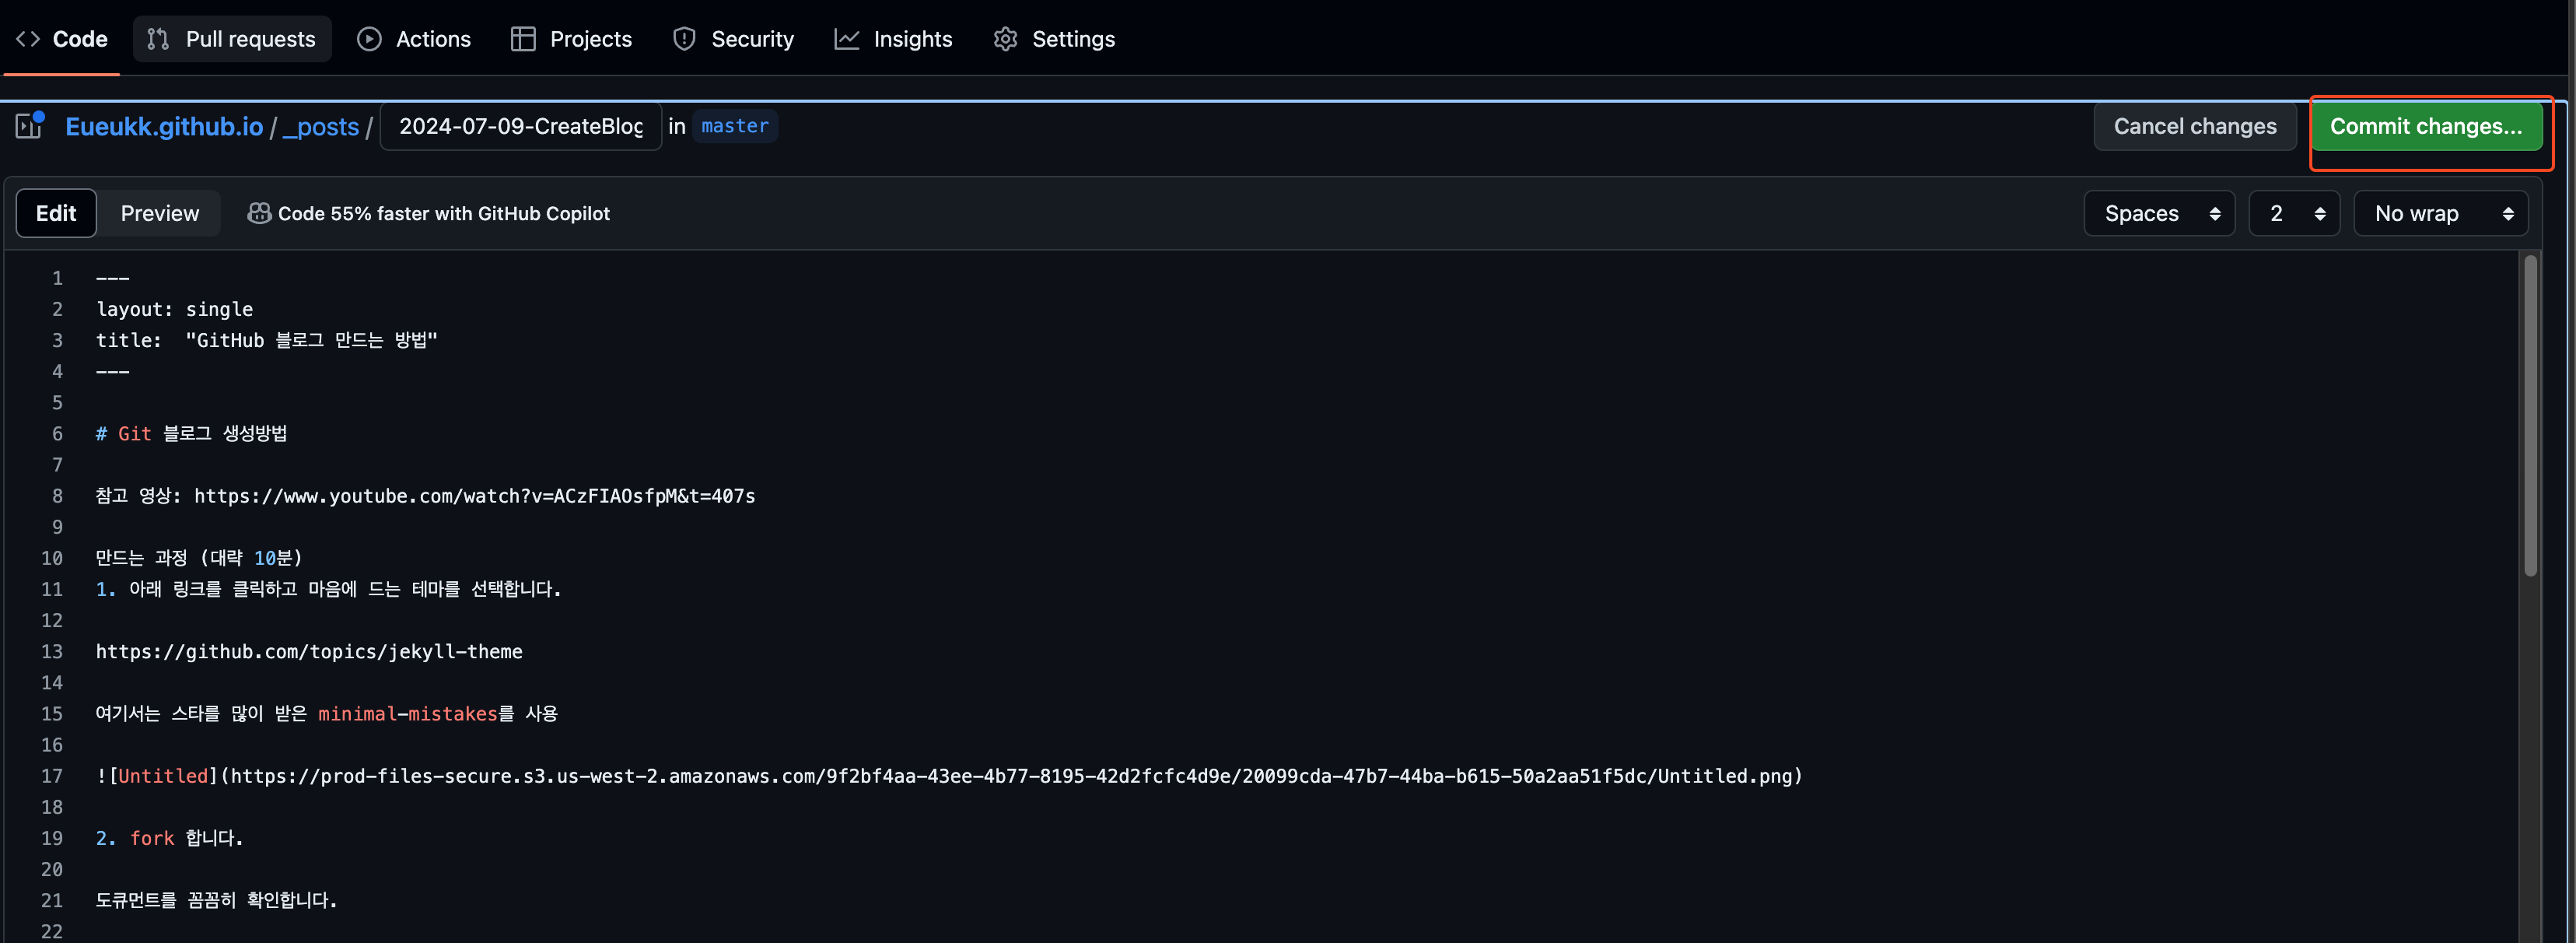 Code Pull requests Actions Projects Security Insights Settings
Eueukk.github.io / _posts / 2024-07-09-CreateBlog in master Cancel changes Commit changes...
Edit Preview Code 55% faster with GitHub Copilot Spaces 2 No wrap
1 ---
2 layout: single
3 title:  "GitHub 블로그 만드는 방법"
4 ---
5
6 # Git 블로그 생성방법
7
8 참고 영상: https://www.youtube.com/watch?v=ACzFIAOsfpM&t=407s
9
10 만드는 과정 (대략 10분)
11 1. 아래 링크를 클릭하고 마음에 드는 테마를 선택합니다.
12
13 https://github.com/topics/jekyll-theme
14
15 여기서는 스타를 많이 받은 minimal-mistakes를 사용
16
17 ![Untitled](https://prod-files-secure.s3.us-west-2.amazonaws.com/9f2bf4aa-43ee-4b77-8195-42d2fcfc4d9e/20099cda-47b7-44ba-b615-50a2aa51f5dc/Untitled.png)
18
19 2. fork 합니다.
20
21 도큐먼트를 꼼꼼히 확인합니다.
22